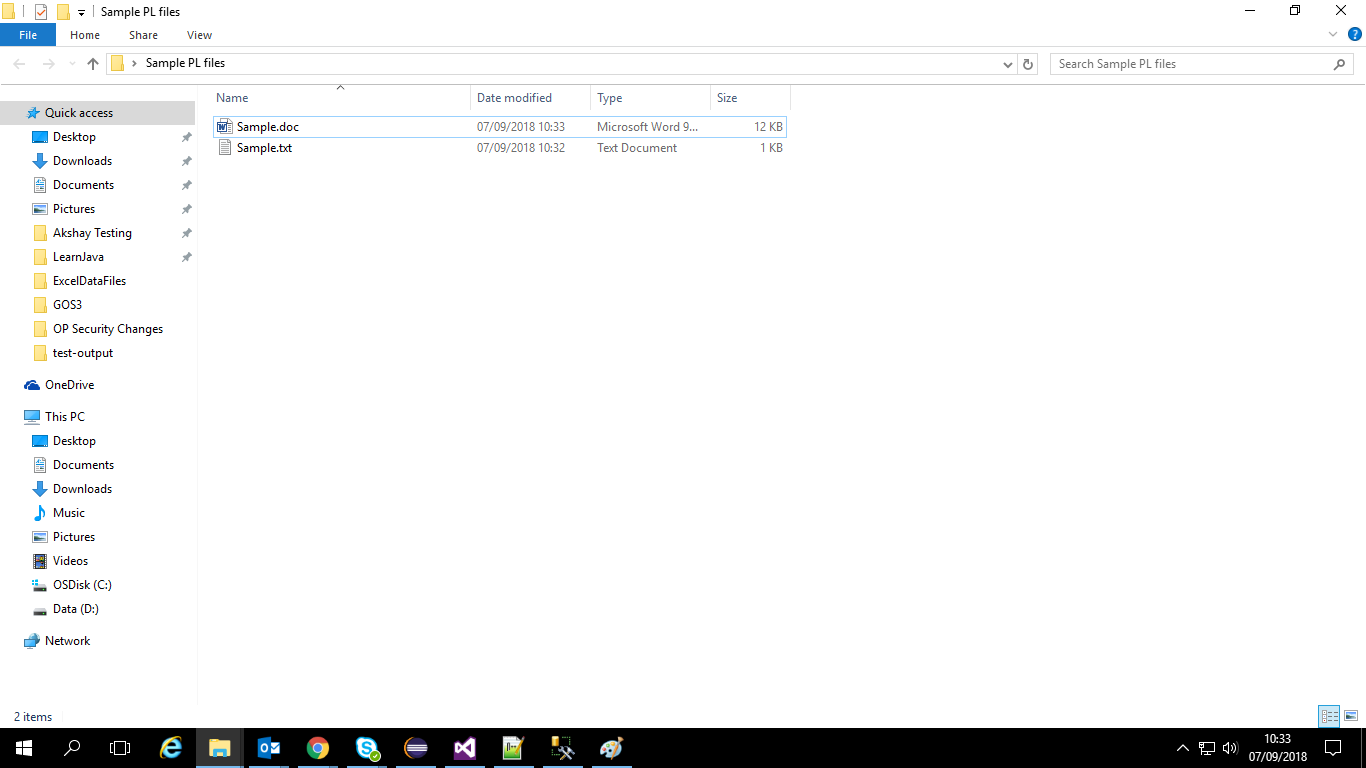 Sample PL files
File Home Share View
Sample PL files
Search Sample PL files
Name Date modified Type Size
Quick access
Sample.doc 07/09/2018 10:33 Microsoft Word 9... 12 KB
Desktop
Sample.txt 07/09/2018 10:32 Text Document 1 KB
Downloads
Documents
Pictures
Akshay Testing
LearnJava
ExcelDataFiles
GOS3
OP Security Changes
test-output
OneDrive
This PC
Desktop
Documents
Downloads
Music
Pictures
Videos
OSDisk (C:)
Data (D:)
Network
2 items
10:33
07/09/2018